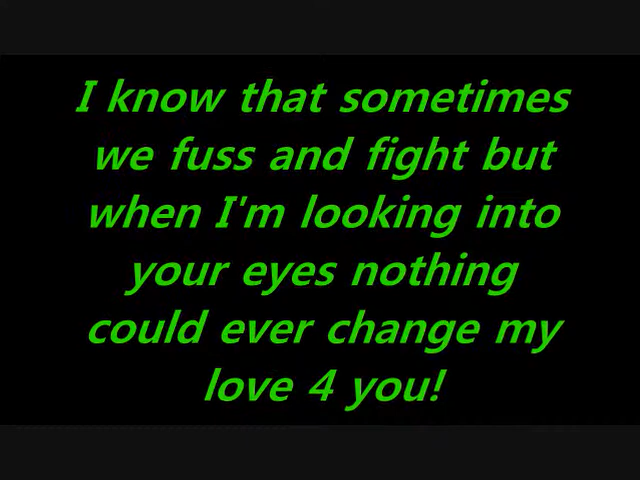 I know that sometimes
we fuss and fight but
when I'm looking into
your eyes nothing
could ever change my
love 4 you!